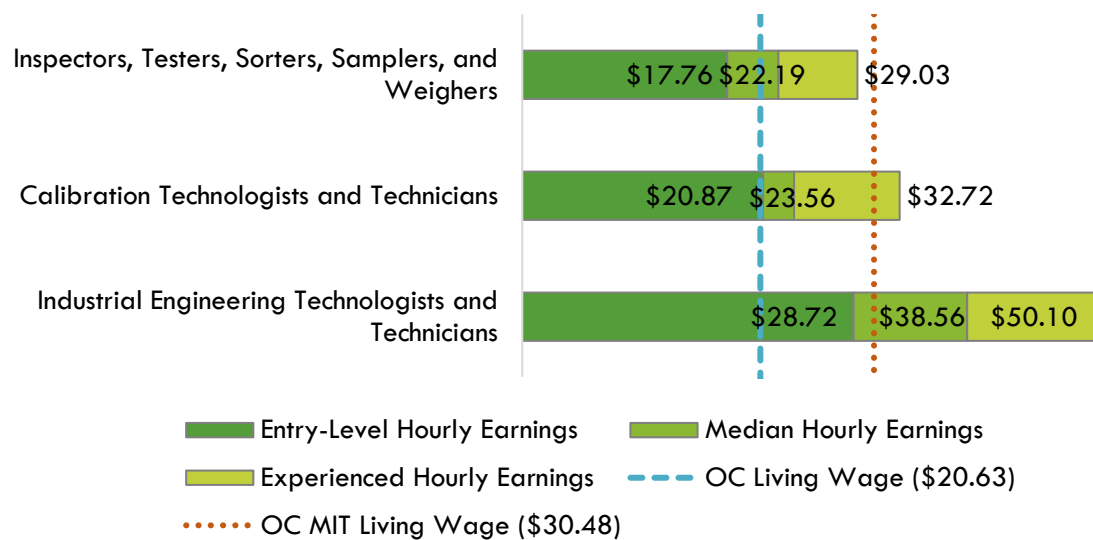 Inspectors, Testers, Sorters, Samplers, and
Weighers
$17.76 $22.19 $29.03
Calibration Technologists and Technicians
$20.87 $23.56 $32.72
Industrial Engineering Technologists and
Technicians
$28.72 $38.56 $50.10
Entry-Level Hourly Earnings
Median Hourly Earnings
Experienced Hourly Earnings
OC Living Wage ($20.63)
OC MIT Living Wage ($30.48)